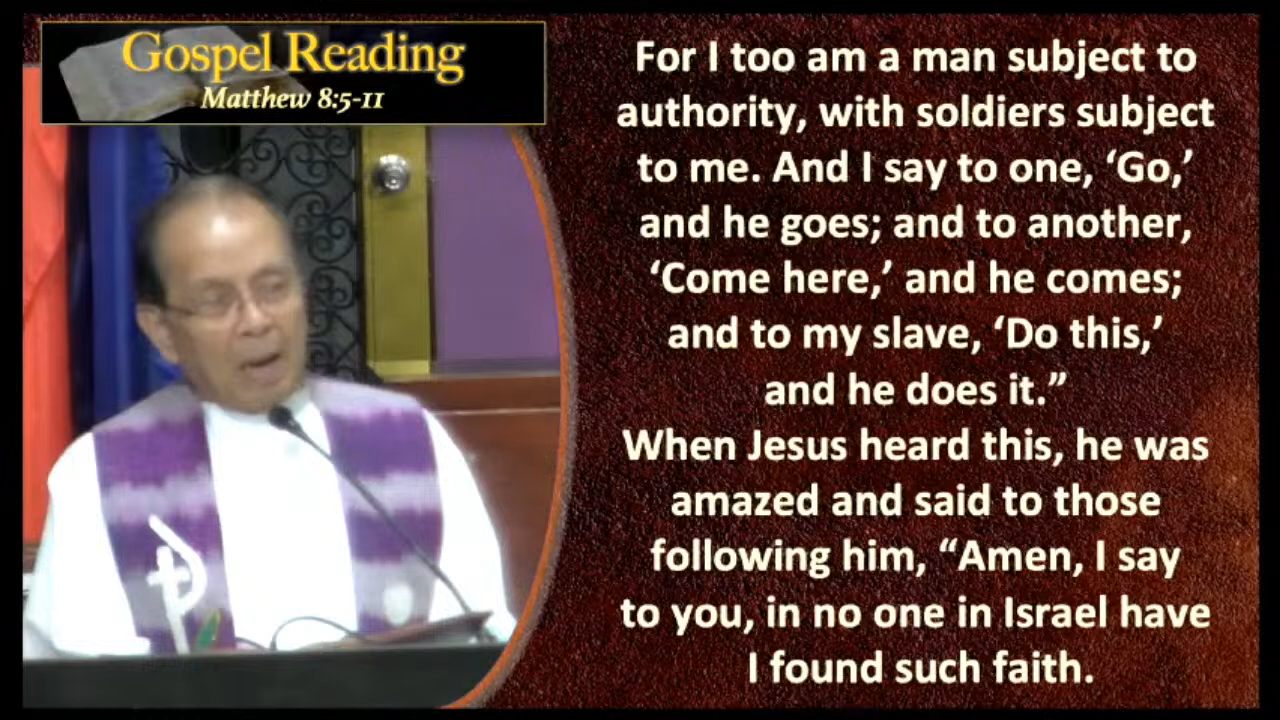 Gospel Reading
Matthew 8:5-11
For I too am a man subject to
authority, with soldiers subject
to me. And I say to one, ‘Go,’
and he goes; and to another,
‘Come here,’ and he comes;
and to my slave, ‘Do this,’
and he does it.”
When Jesus heard this, he was
amazed and said to those
following him, “Amen, I say
to you, in no one in Israel have
I found such faith.